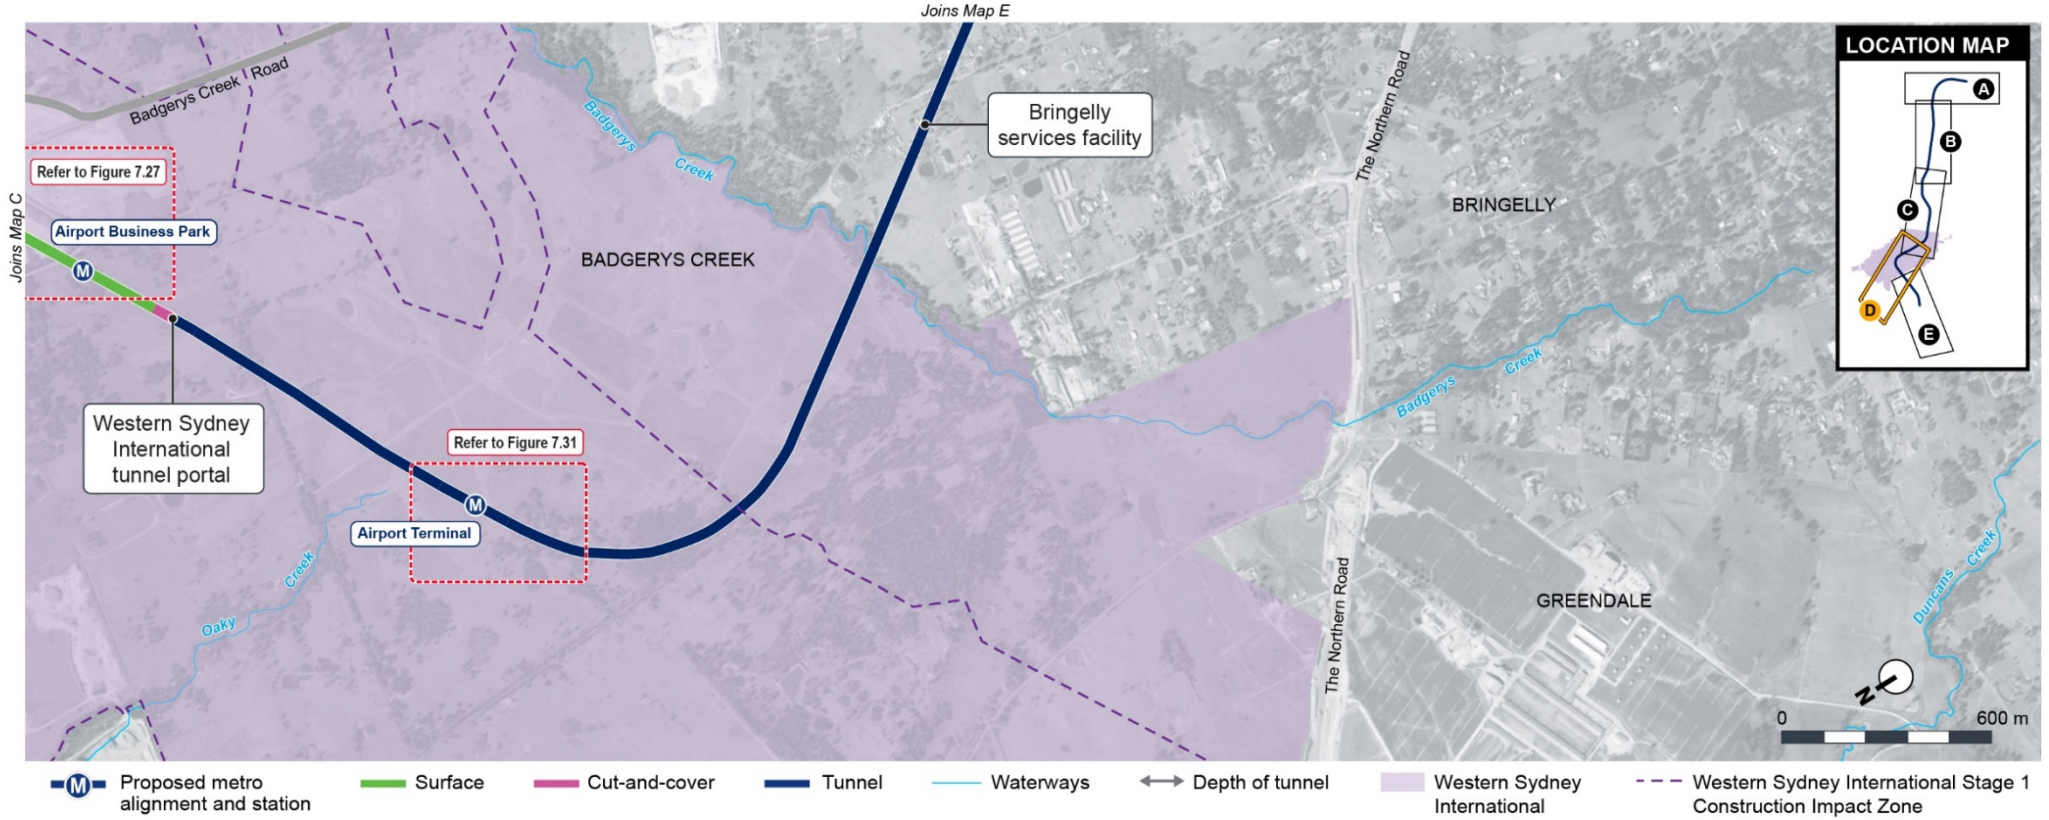 Joins Map E
LOCATION MAP
A
B
C
D
E
Badgerys Creek Road
Badgerys
Creek
Bringelly
services facility
The Northern Road
BRINGELLY
Refer to Figure 7.27
Joins Map C
Airport Business Park
M
BADGERYS CREEK
Badgerys
Creek
Western Sydney
International
tunnel portal
Refer to Figure 7.31
M
Airport Terminal
Oaky
Creek
The Northern Road
GREENDALE
Duncans Creek
N
0 600 m
M
Proposed metro
alignment and station
Surface
Cut-and-cover
Tunnel
Waterways
Depth of tunnel
Western Sydney
International
Western Sydney International Stage 1
Construction Impact Zone